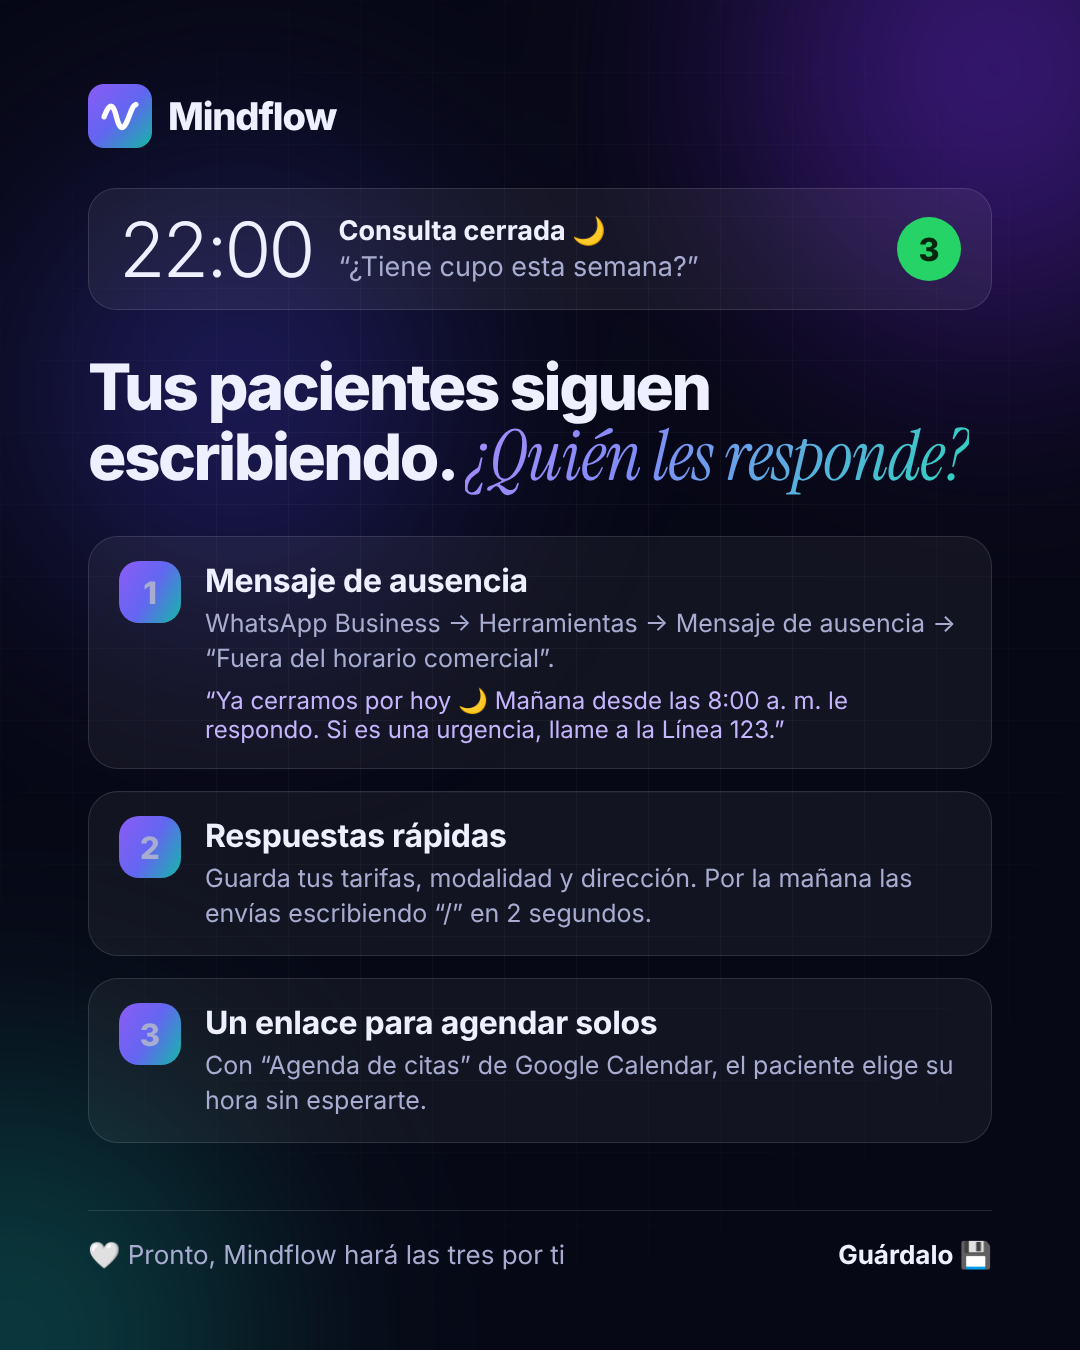 Mindflow
22:00
Consulta cerrada 🌙
“¿Tiene cupo esta semana?”
3
Tus pacientes siguen
escribiendo. ¿Quién les responde?
1
Mensaje de ausencia
WhatsApp Business → Herramientas → Mensaje de ausencia →
“Fuera del horario comercial”.
“Ya cerramos por hoy 🌙 Mañana desde las 8:00 a. m. le
respondo. Si es una urgencia, llame a la Línea 123.”
2
Respuestas rápidas
Guarda tus tarifas, modalidad y dirección. Por la mañana las
envías escribiendo “/” en 2 segundos.
3
Un enlace para agendar solos
Con “Agenda de citas” de Google Calendar, el paciente elige su
hora sin esperarte.
🤍 Pronto, Mindflow hará las tres por ti
Guárdalo 💾